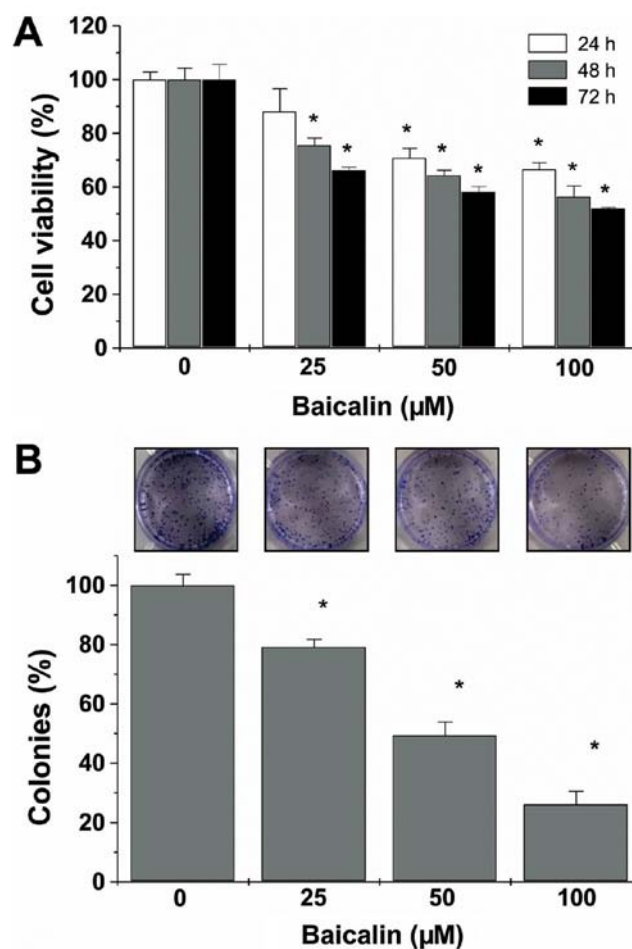 A
Cell viability (%)
120
100
80
60
40
20
0
24 h
48 h
72 h
* *
* * *
* * *
0 25 50 100
Baicalin (µM)
B
Colonies (%)
100
80
60
40
20
0
*
*
*
0 25 50 100
Baicalin (µM)